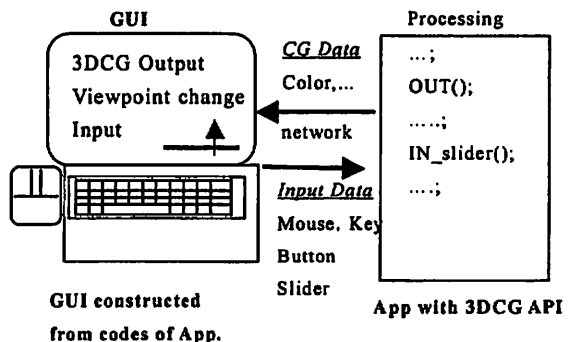 GUI
3DCG Output
Viewpoint change
Input
CG Data
Color,...
network
Input Data
Mouse, Key
Button
Slider
Processing
...;
OUT();
.....;
IN_slider();
....;
GUI constructed
from codes of App.
App with 3DCG API